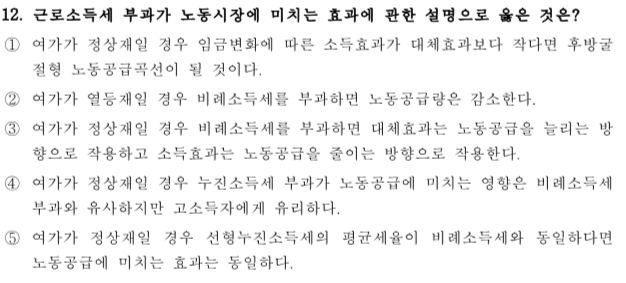 12. 근로소득세 부과가 노동시장에 미치는 효과에 관한 설명으로 옳은 것은?
① 여가가 정상재일 경우 임금변화에 따른 소득효과가 대체효과보다 작다면 후방굴
절형 노동공급곡선이 될 것이다.
② 여가가 열등재일 경우 비례소득세를 부과하면 노동공급량은 감소한다.
③ 여가가 정상재일 경우 비례소득세를 부과하면 대체효과는 노동공급을 늘리는 방
향으로 작용하고 소득효과는 노동공급을 줄이는 방향으로 작용한다.
④ 여가가 정상재일 경우 누진소득세 부과가 노동공급에 미치는 영향은 비례소득세
부과와 유사하지만 고소득자에게 유리하다.
⑤ 여가가 정상재일 경우 선형누진소득세의 평균세율이 비례소득세와 동일하다면
노동공급에 미치는 효과는 동일하다.